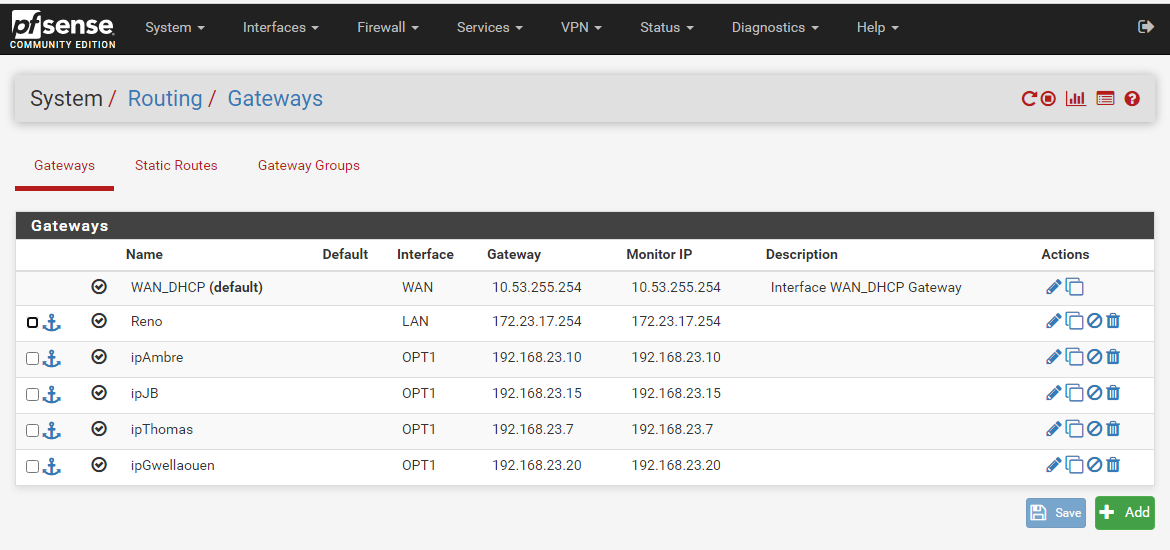 pfsense
COMMUNITY EDITION
System Interfaces Firewall Services VPN Status Diagnostics Help
System / Routing / Gateways
Gateways Static Routes Gateway Groups
Gateways
Name Default Interface Gateway Monitor IP Description Actions
WAN_DHCP (default) WAN 10.53.255.254 10.53.255.254 Interface WAN_DHCP Gateway
Reno LAN 172.23.17.254 172.23.17.254
ipAmbre OPT1 192.168.23.10 192.168.23.10
ipJB OPT1 192.168.23.15 192.168.23.15
ipThomas OPT1 192.168.23.7 192.168.23.7
ipGwellaouen OPT1 192.168.23.20 192.168.23.20
Save Add